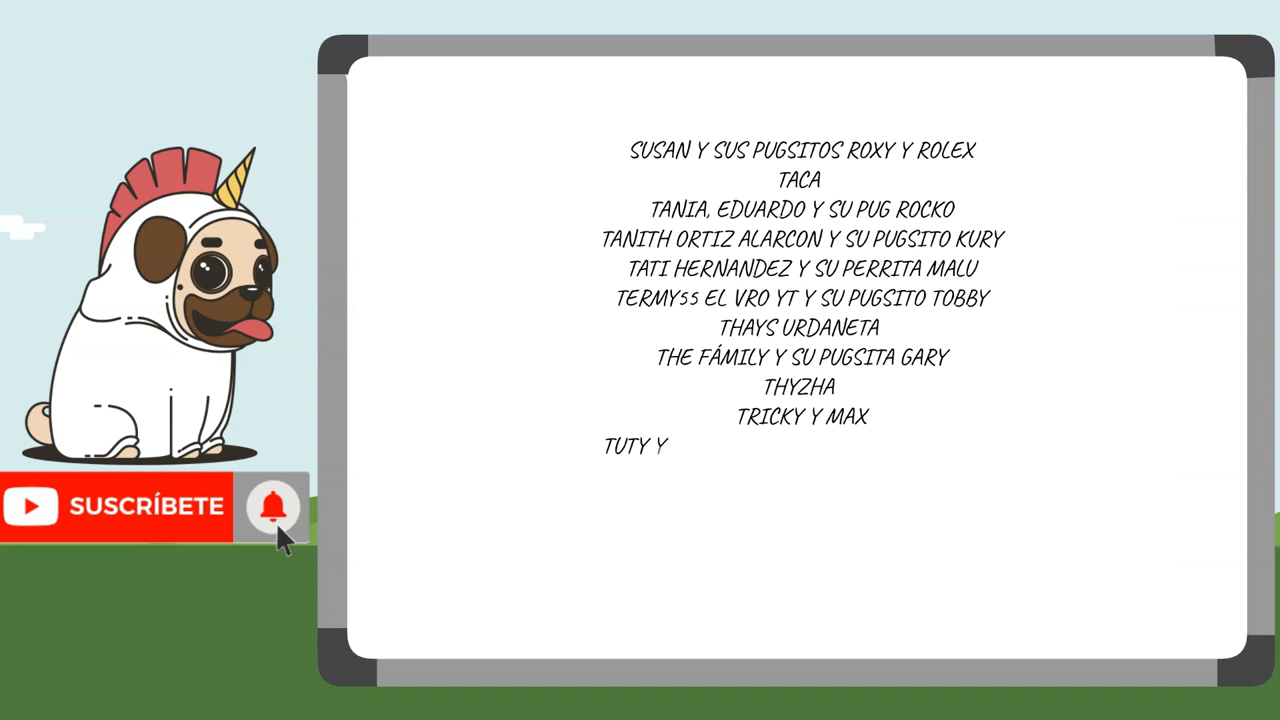 SUSAN Y SUS PUGSITOS ROXY Y ROLEX
TACA
TANIA, EDUARDO Y SU PUG ROCKO
TANITH ORTIZ ALARCON Y SU PUGSITO KURY
TATI HERNANDEZ Y SU PERRITA MALU
TERMY55 EL VRO YT Y SU PUGSITO TOBBY
THAYS URDANETA
THE FÁMILY Y SU PUGSITA GARY
THYZHA
TRICKY Y MAX
TUTY Y
SUSCRÍBETE